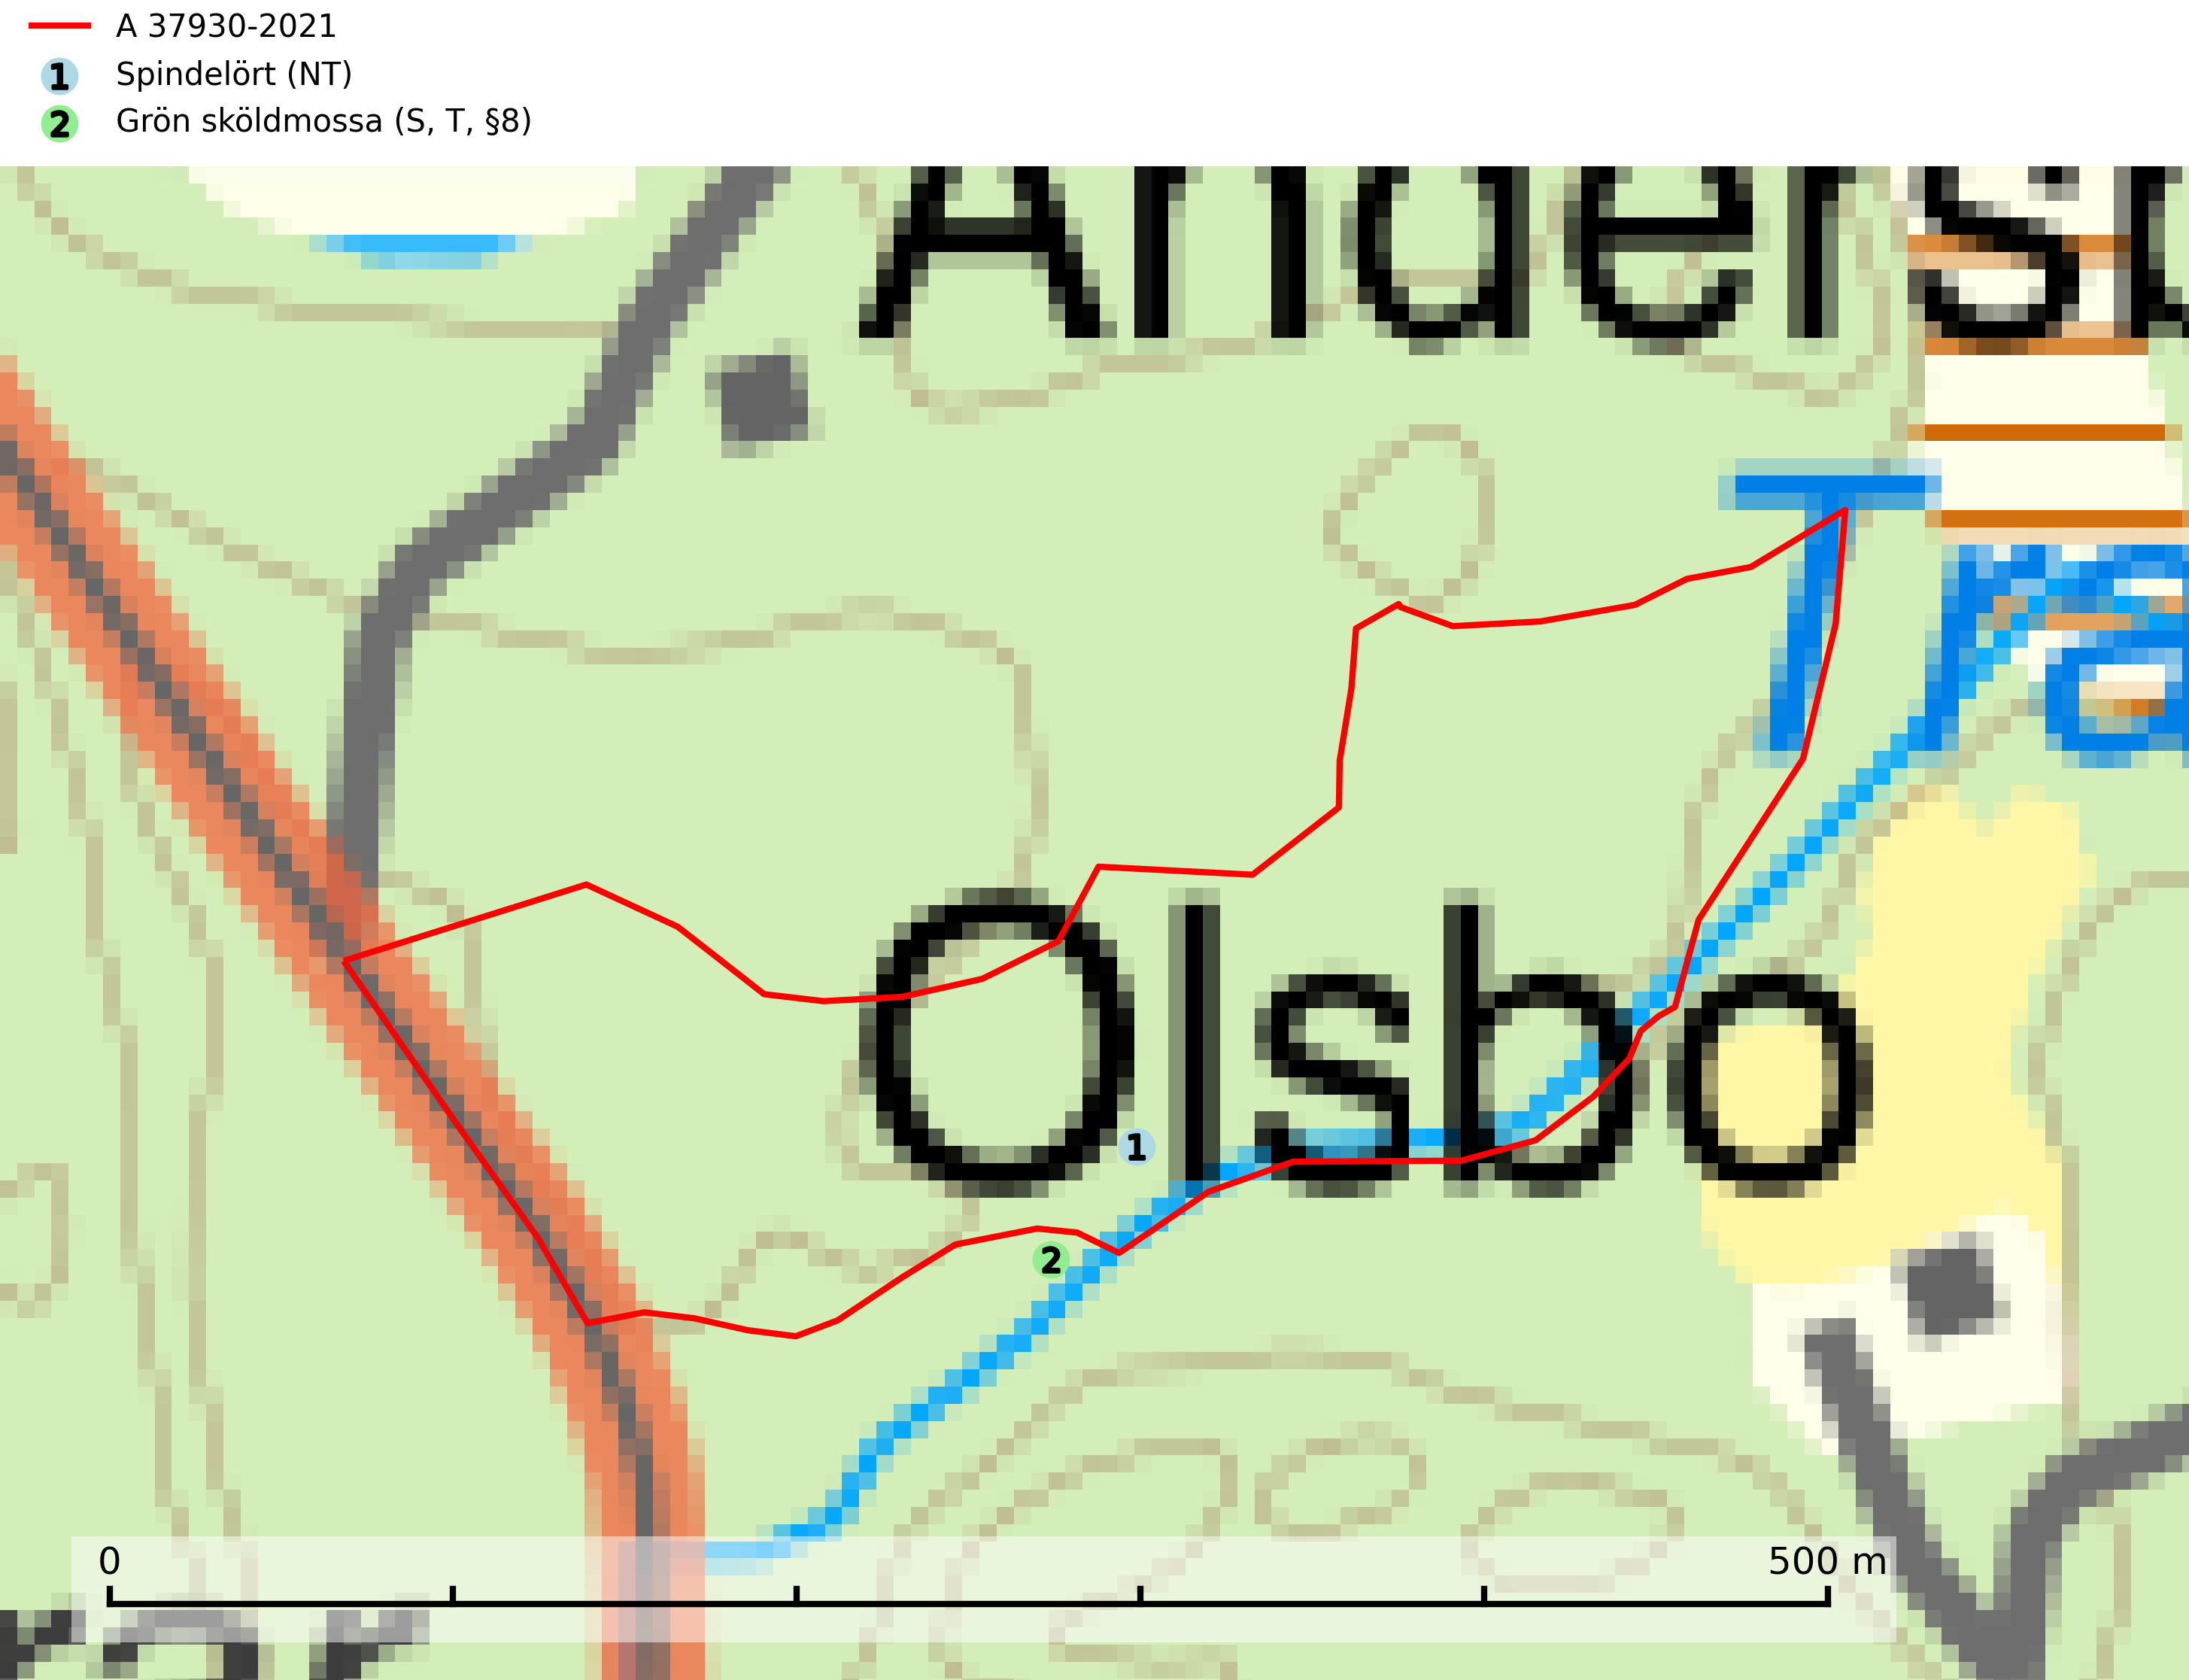 A 37930-2021
1 Spindelört (NT)
2 Grön sköldmossa (S, T, §8)
Olsbo
1
2
0
500 m